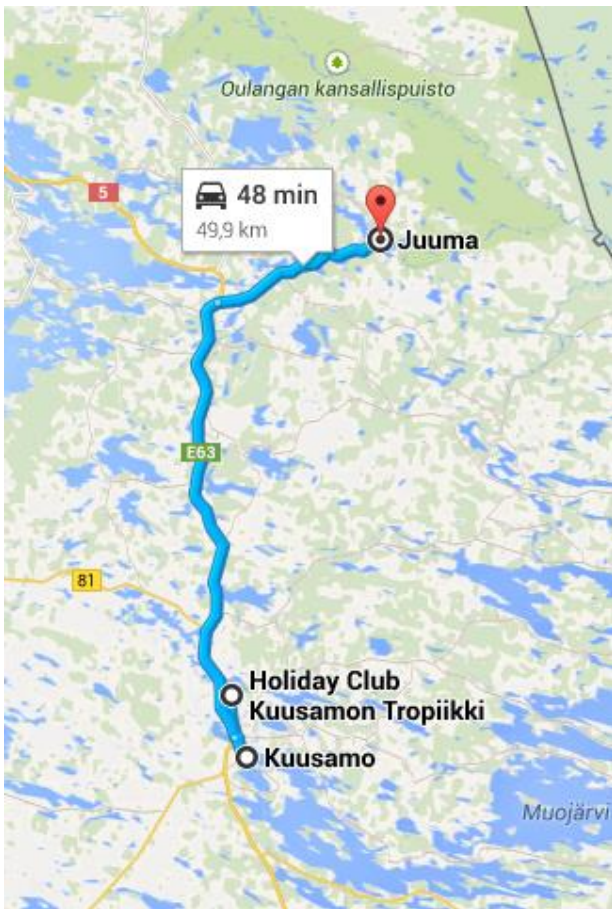 Oulangan kansallispuisto
5
48 min
49,9 km
Juuma
E63
81
Holiday Club
Kuusamon Tropiikki
Kuusamo
Muojärvi